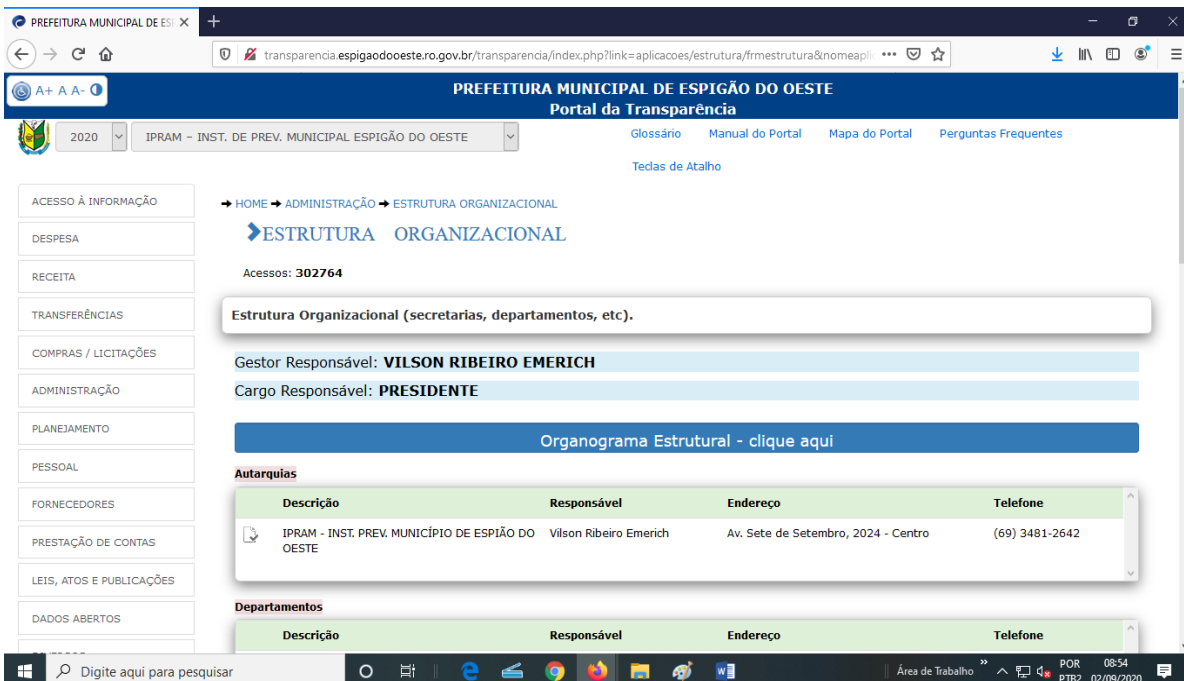 PREFEITURA MUNICIPAL DE ESP
transparencia.espigaodooeste.ro.gov.br/transparencia/index.php?link=aplicacoes/estrutura/frmestrutura&nomeaplic
A+ A A-
PREFEITURA MUNICIPAL DE ESPIGÃO DO OESTE
Portal da Transparência
2020
IPRAM – INST. DE PREV. MUNICIPAL ESPIGÃO DO OESTE
Glossário Manual do Portal Mapa do Portal Perguntas Frequentes
Teclas de Atalho
ACESSO À INFORMAÇÃO
DESPESA
RECEITA
TRANSFERÊNCIAS
COMPRAS / LICITAÇÕES
ADMINISTRAÇÃO
PLANEJAMENTO
PESSOAL
FORNECEDORES
PRESTAÇÃO DE CONTAS
LEIS, ATOS E PUBLICAÇÕES
DADOS ABERTOS
HOME ADMINISTRAÇÃO ESTRUTURA ORGANIZACIONAL
ESTRUTURA ORGANIZACIONAL
Acessos: 302764
Estrutura Organizacional (secretarias, departamentos, etc).
Gestor Responsável: VILSON RIBEIRO EMERICH
Cargo Responsável: PRESIDENTE
Organograma Estrutural - clique aqui
Autarquias
Descrição Responsável Endereço Telefone
IPRAM - INST. PREV. MUNICÍPIO DE ESPIÃO DO Vilson Ribeiro Emerich Av. Sete de Setembro, 2024 - Centro (69) 3481-2642
OESTE
Departamentos
Descrição Responsável Endereço Telefone
Digite aqui para pesquisar
Área de Trabalho
POR 08:54
PTB2 02/09/2020